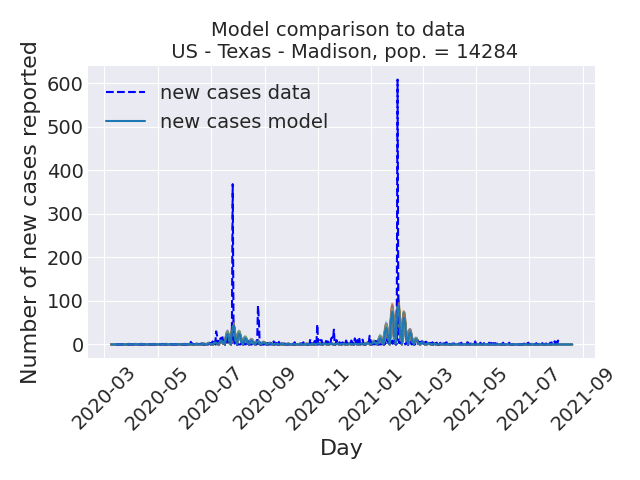 Model comparison to data
US - Texas - Madison, pop. = 14284
Number of new cases reported
600
500
400
300
200
100
0
new cases data
new cases model
2020-03
2020-05
2020-07
2020-09
2020-11
2021-01
2021-03
2021-05
2021-07
2021-09
Day